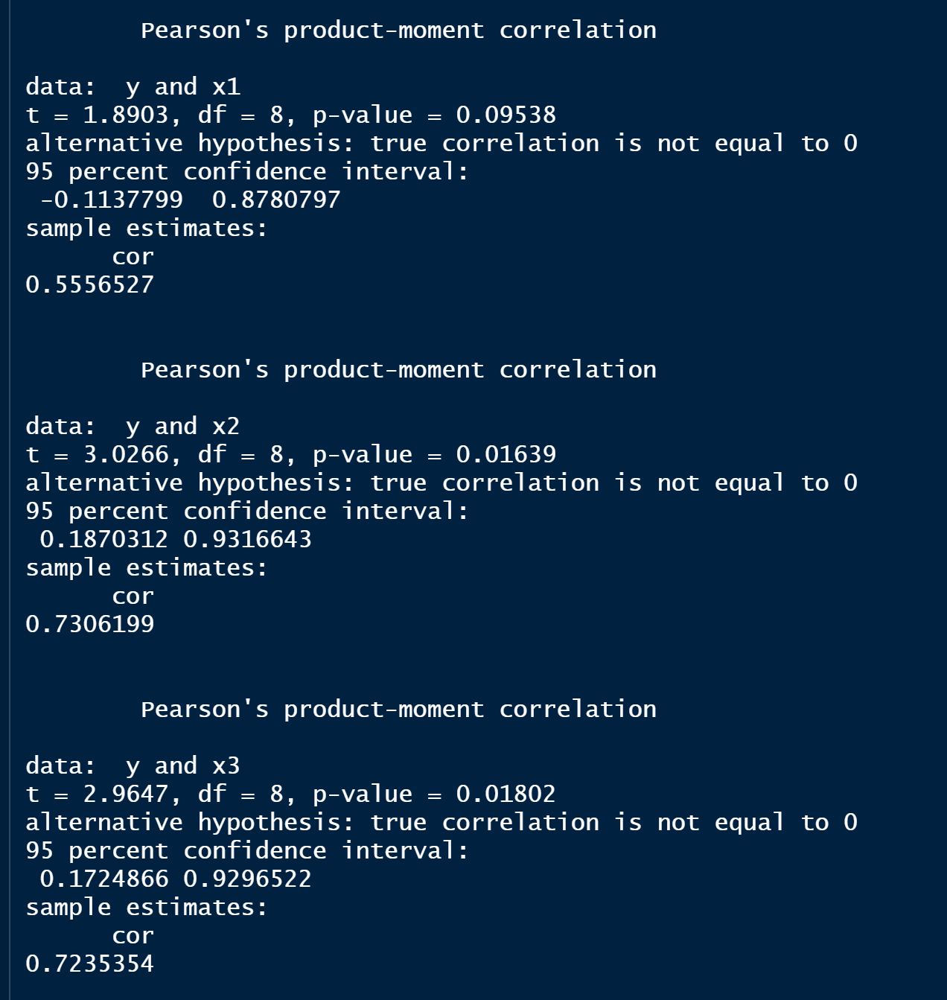 Pearson's product-moment correlation
data:  y and x1
t = 1.8903, df = 8, p-value = 0.09538
alternative hypothesis: true correlation is not equal to 0
95 percent confidence interval:
 -0.1137799  0.8780797
sample estimates:
      cor
0.5556527
Pearson's product-moment correlation
data:  y and x2
t = 3.0266, df = 8, p-value = 0.01639
alternative hypothesis: true correlation is not equal to 0
95 percent confidence interval:
 0.1870312 0.9316643
sample estimates:
      cor
0.7306199
Pearson's product-moment correlation
data:  y and x3
t = 2.9647, df = 8, p-value = 0.01802
alternative hypothesis: true correlation is not equal to 0
95 percent confidence interval:
 0.1724866 0.9296522
sample estimates:
      cor
0.7235354